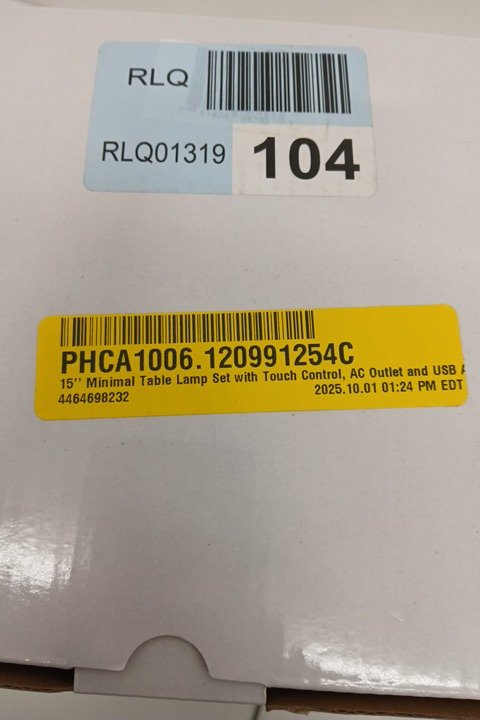 RLQ
RLQ01319 104
PHCA1006.120991254C
15'' Minimal Table Lamp Set with Touch Control, AC Outlet and USB A
4464698232 2025.10.01 01:24 PM EDT